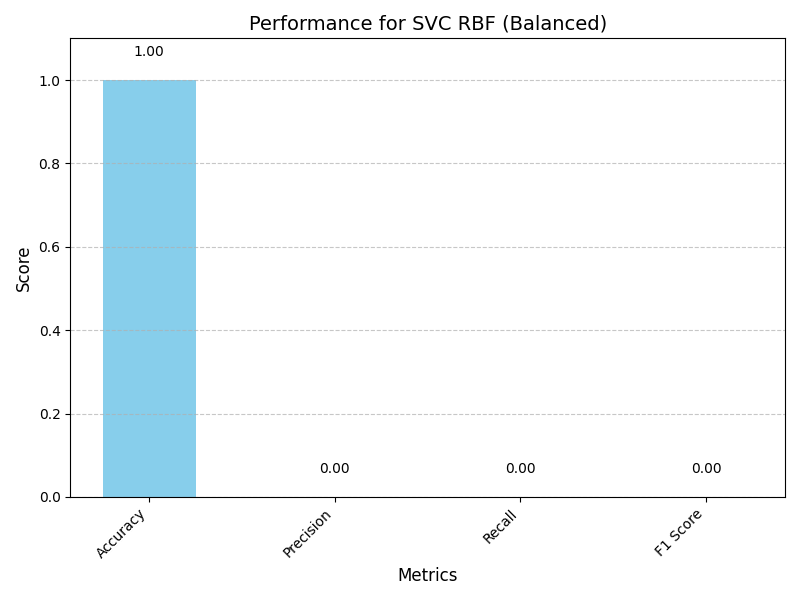 Performance for SVC RBF (Balanced)
1.00
1.0
0.8
0.6
0.4
0.2
0.0
Score
0.00
0.00
0.00
Accuracy
Precision
Recall
F1 Score
Metrics